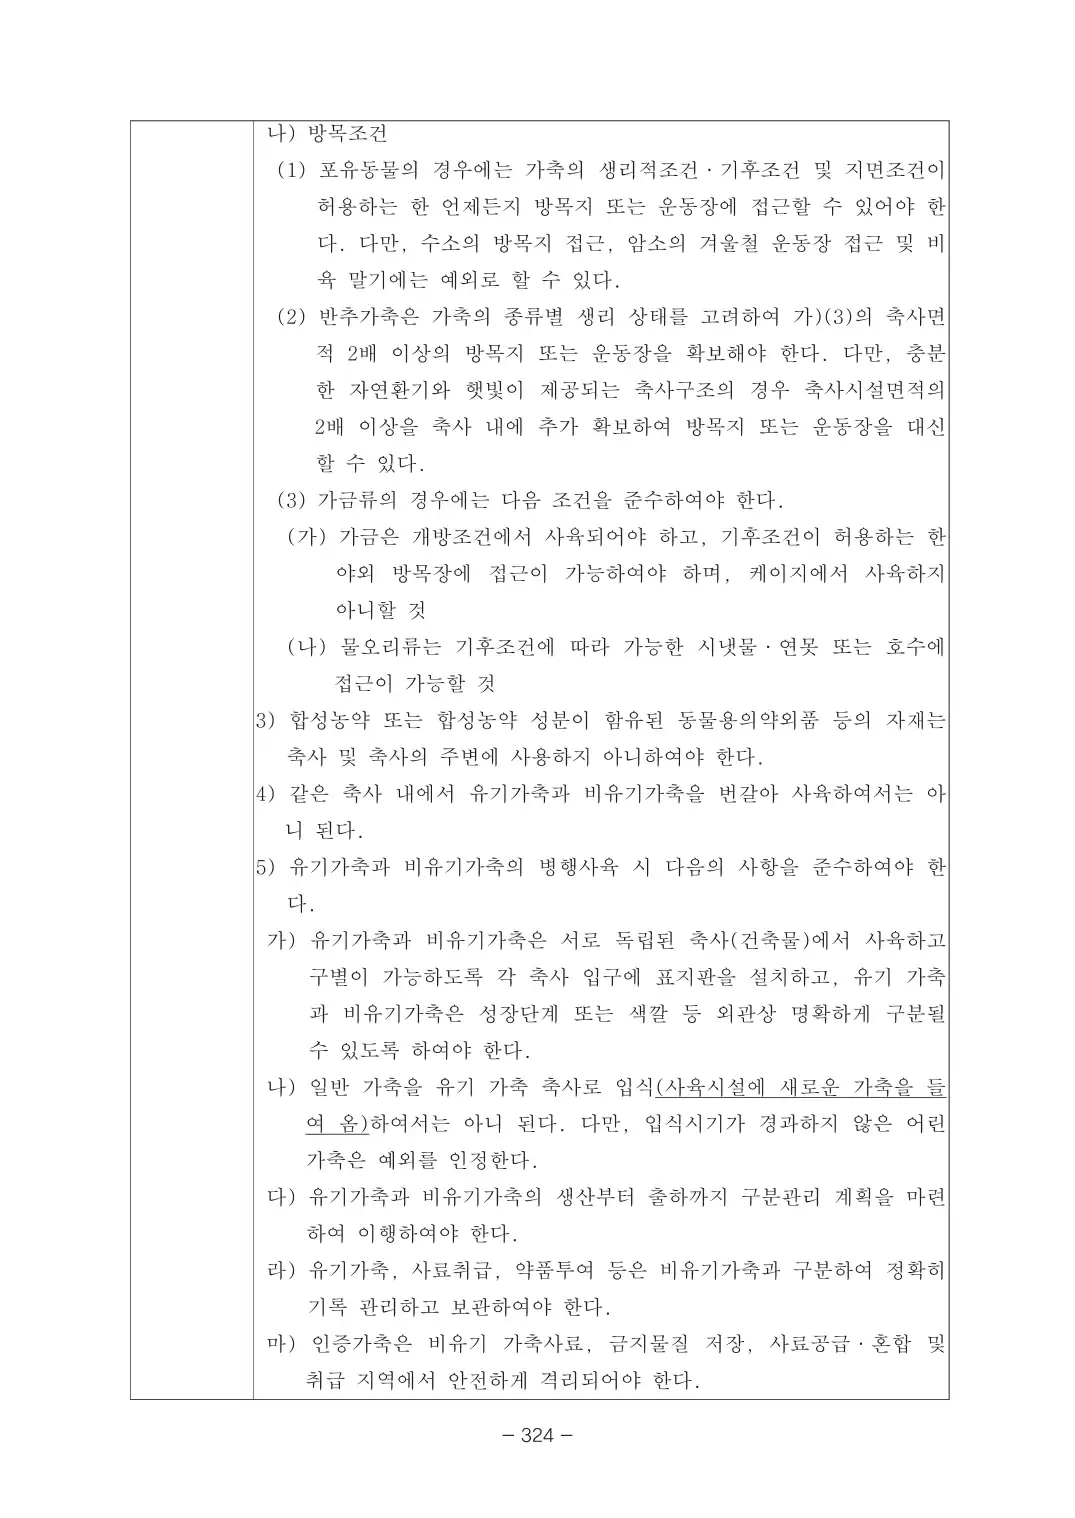 나) 방목조건
(1) 포유동물의 경우에는 가축의 생리적조건·기후조건 및 지면조건이
허용하는 한 언제든지 방목지 또는 운동장에 접근할 수 있어야 한
다. 다만, 수소의 방목지 접근, 암소의 겨울철 운동장 접근 및 비
육 말기에는 예외로 할 수 있다.
(2) 반추가축은 가축의 종류별 생리 상태를 고려하여 가)(3)의 축사면
적 2배 이상의 방목지 또는 운동장을 확보해야 한다. 다만, 충분
한 자연환기와 햇빛이 제공되는 축사구조의 경우 축사시설면적의
2배 이상을 축사 내에 추가 확보하여 방목지 또는 운동장을 대신
할 수 있다.
(3) 가금류의 경우에는 다음 조건을 준수하여야 한다.
(가) 가금은 개방조건에서 사육되어야 하고, 기후조건이 허용하는 한
야외 방목장에 접근이 가능하여야 하며, 케이지에서 사육하지
아니할 것
(나) 물오리류는 기후조건에 따라 가능한 시냇물·연못 또는 호수에
접근이 가능할 것
3) 합성농약 또는 합성농약 성분이 함유된 동물용의약외품 등의 자재는
축사 및 축사의 주변에 사용하지 아니하여야 한다.
4) 같은 축사 내에서 유기가축과 비유기가축을 번갈아 사육하여서는 아
니 된다.
5) 유기가축과 비유기가축의 병행사육 시 다음의 사항을 준수하여야 한
다.
가) 유기가축과 비유기가축은 서로 독립된 축사(건축물)에서 사육하고
구별이 가능하도록 각 축사 입구에 표지판을 설치하고, 유기 가축
과 비유기가축은 성장단계 또는 색깔 등 외관상 명확하게 구분될
수 있도록 하여야 한다.
나) 일반 가축을 유기 가축 축사로 입식(사육시설에 새로운 가축을 들
여 옴)하여서는 아니 된다. 다만, 입식시기가 경과하지 않은 어린
가축은 예외를 인정한다.
다) 유기가축과 비유기가축의 생산부터 출하까지 구분관리 계획을 마련
하여 이행하여야 한다.
라) 유기가축, 사료취급, 약품투여 등은 비유기가축과 구분하여 정확히
기록 관리하고 보관하여야 한다.
마) 인증가축은 비유기 가축사료, 금지물질 저장, 사료공급·혼합 및
취급 지역에서 안전하게 격리되어야 한다.
- 324 -